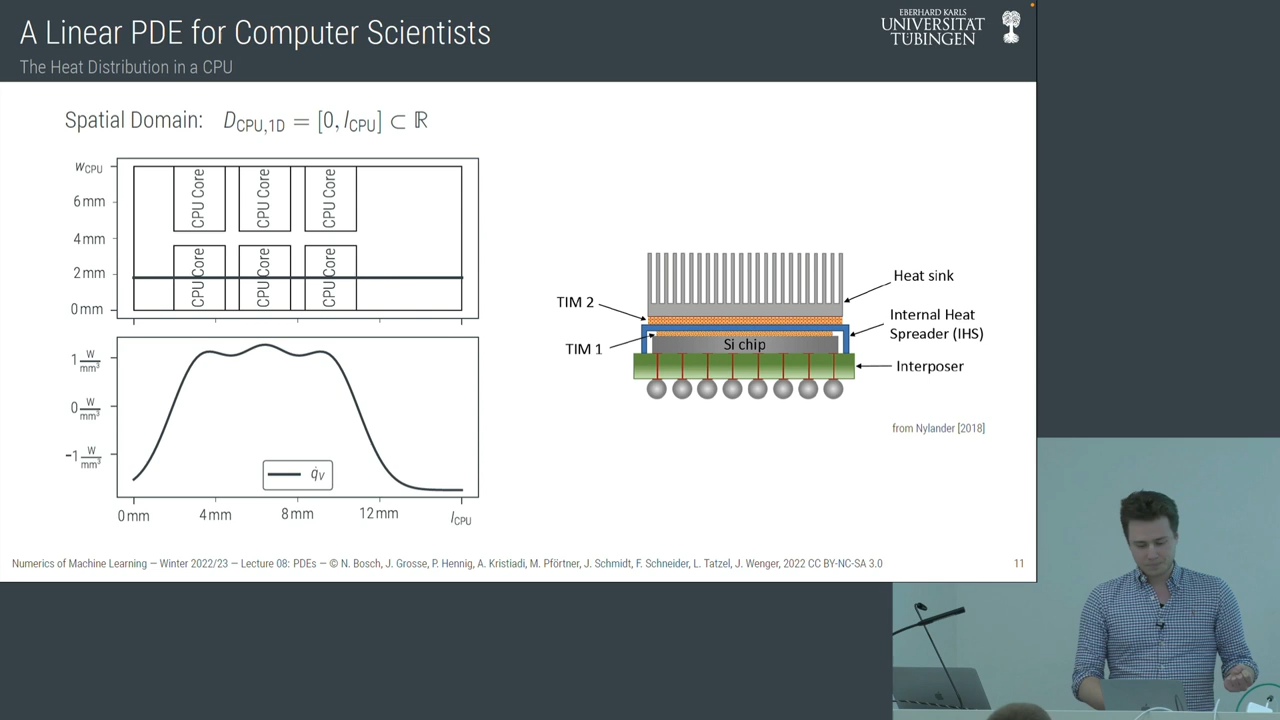 A Linear PDE for Computer Scientists
The Heat Distribution in a CPU
EBERHARD KARLS
UNIVERSITÄT
TÜBINGEN
Spatial Domain: D_CPU,1D = [0, l_CPU] ⊂ ℝ
w_CPU
6 mm
4 mm
2 mm
0 mm
CPU Core
CPU Core
CPU Core
CPU Core
CPU Core
CPU Core
1 W/mm³
0 W/mm³
−1 W/mm³
q̇_V
0 mm
4 mm
8 mm
12 mm
l_CPU
TIM 2
TIM 1
Si chip
Heat sink
Internal Heat
Spreader (IHS)
Interposer
from Nylander [2018]
Numerics of Machine Learning — Winter 2022/23 — Lecture 08: PDEs — © N. Bosch, J. Grosse, P. Hennig, A. Kristiadi, M. Pförtner, J. Schmidt, F. Schneider, L. Tatzel, J. Wenger, 2022 CC BY-NC-SA 3.0
11